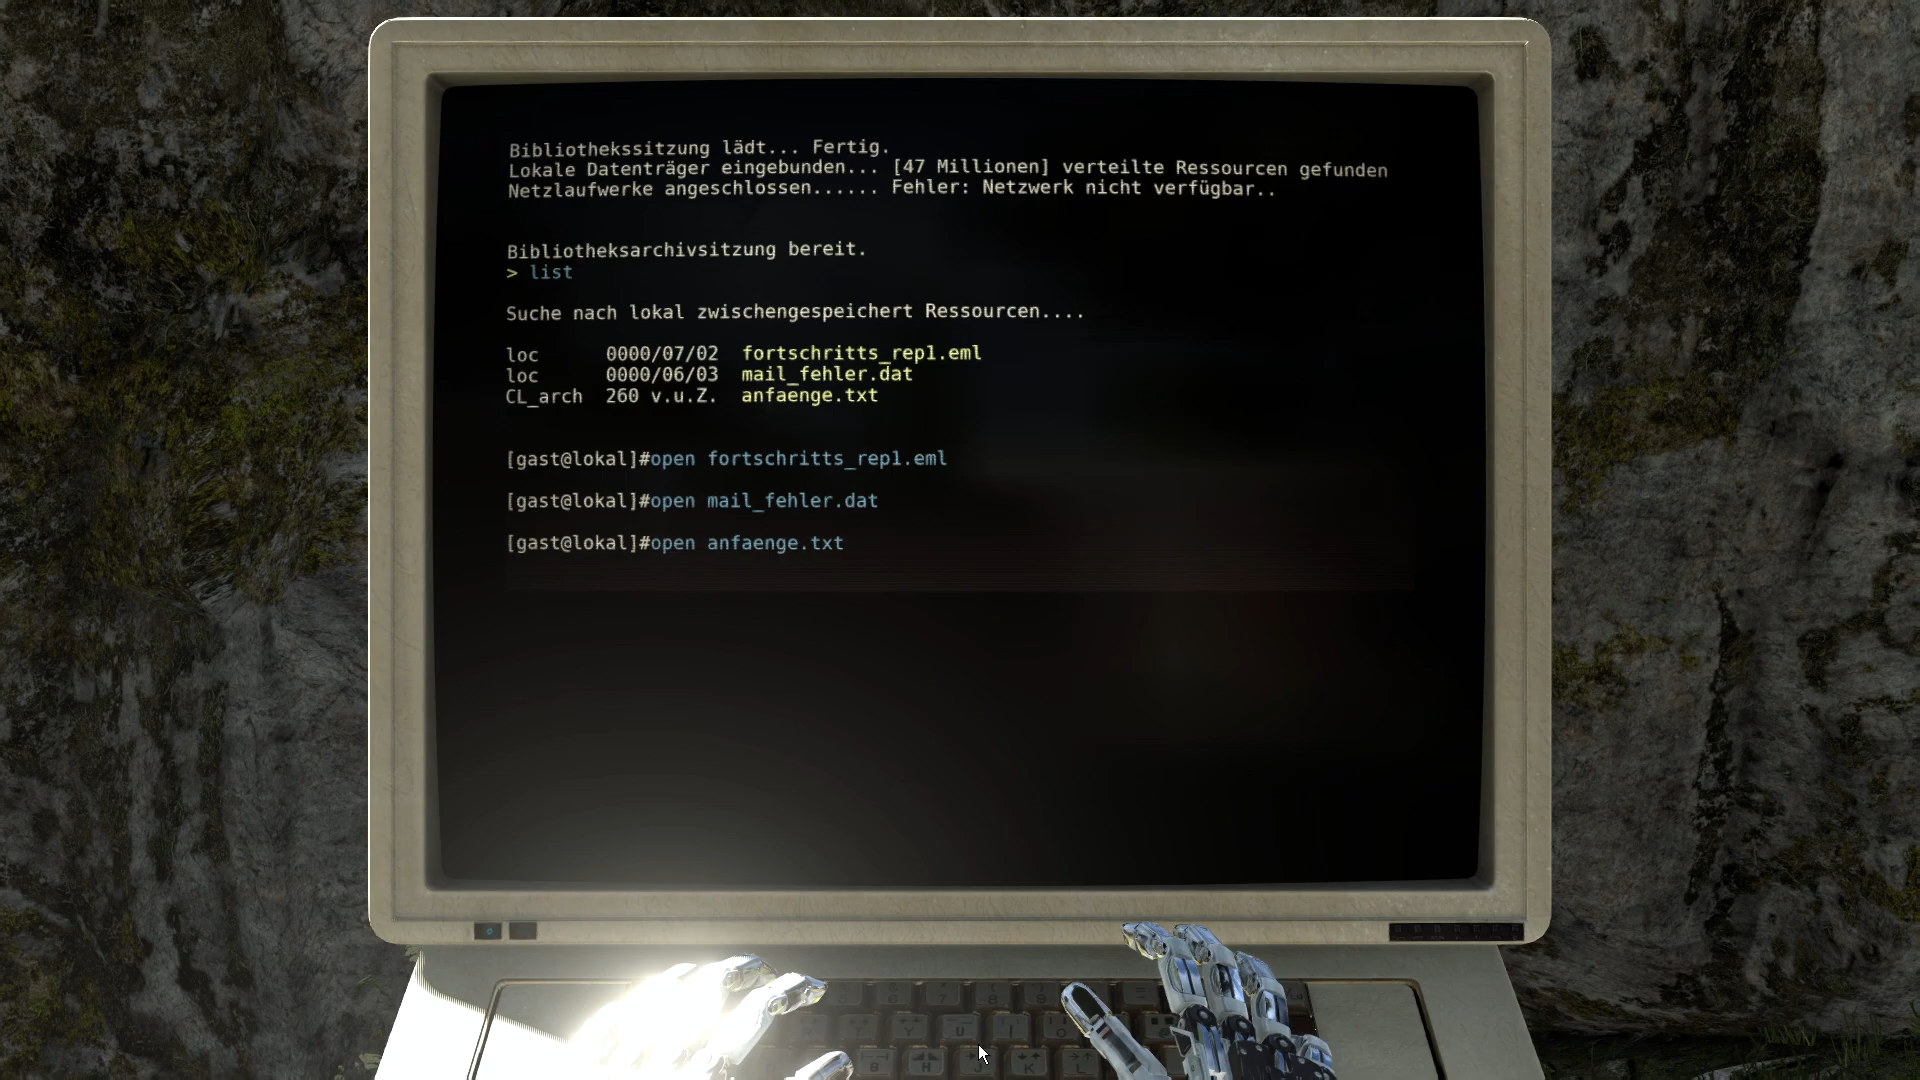 Bibliothekssitzung lädt... Fertig.
Lokale Datenträger eingebunden... [47 Millionen] verteilte Ressourcen gefunden
Netzlaufwerke angeschlossen...... Fehler: Netzwerk nicht verfügbar..
Bibliotheksarchivsitzung bereit.
> list
Suche nach lokal zwischengespeichert Ressourcen....
loc 0000/07/02 fortschritts_rep1.eml
loc 0000/06/03 mail_fehler.dat
CL_arch 260 v.u.Z. anfaenge.txt
[gast@lokal]#open fortschritts_rep1.eml
[gast@lokal]#open mail_fehler.dat
[gast@lokal]#open anfaenge.txt